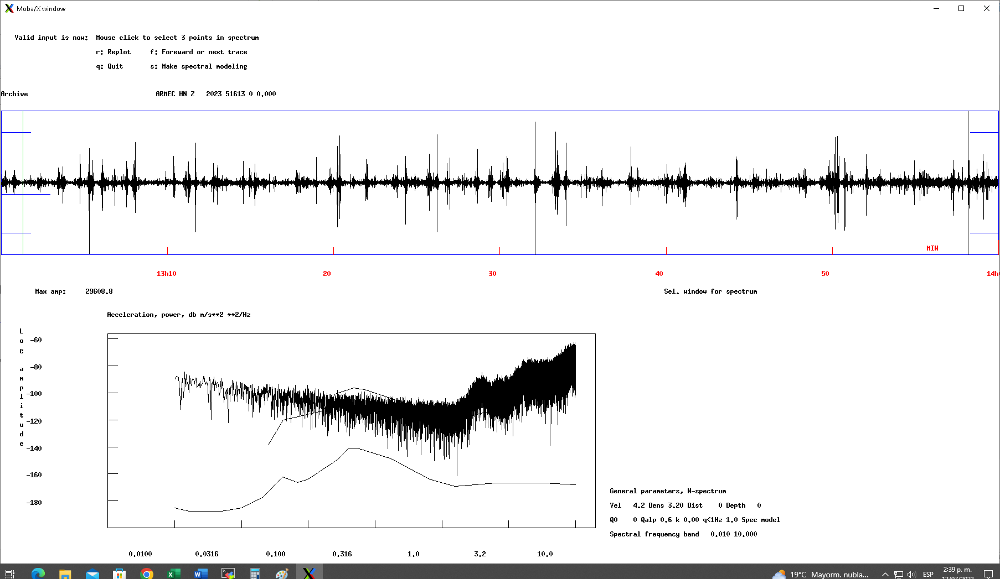 Moba/X window
Valid input is now:  Mouse click to select 3 points in spectrum
r: Replot     f: Foreward or next trace
q: Quit       s: Make spectral modeling
Archive     ARMEC HN Z   2023 51613 0 0.000
MIN
13h10     20     30     40     50     14h
Max amp:     29608.8     Sel. window for spectrum
Acceleration, power, db m/s**2 **2/Hz
Log amplitude
-60
-80
-100
-120
-140
-160
-180
General parameters, N-spectrum
Vel   4.2 Dens 3.20 Dist    0 Depth   0
Q0    0 Qalp 0.6 k 0.00 q<1Hz 1.0 Spec model
Spectral frequency band   0.010 10.000
0.0100     0.0316     0.100     0.316     1.0     3.2     10.0
19°C  Mayorm. nubla...     ESP     2:39 p. m.